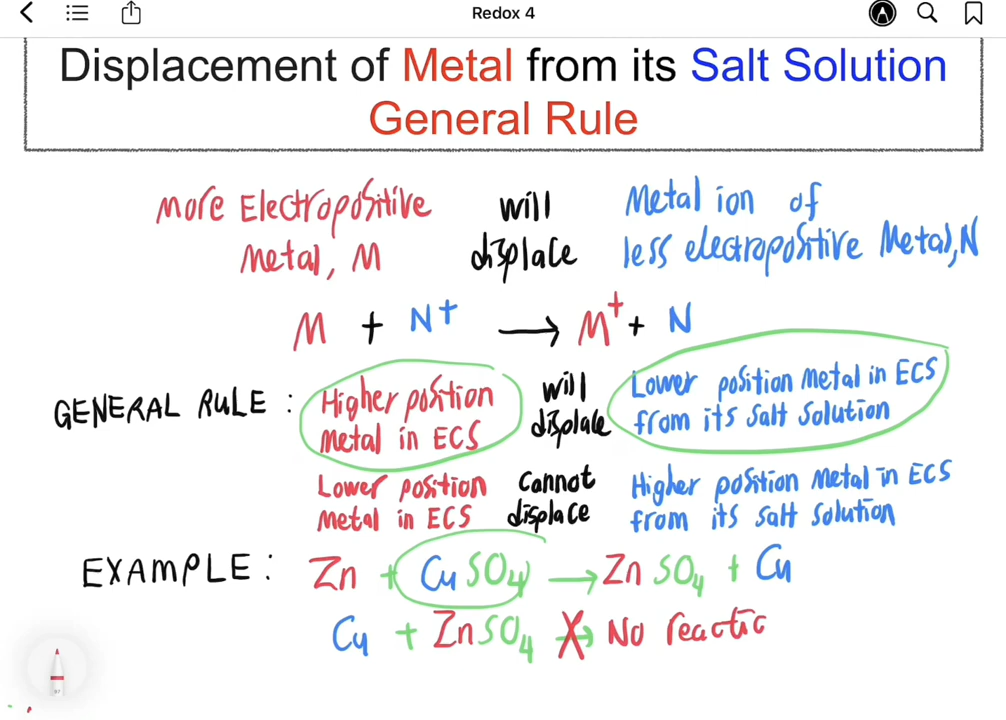 Redox 4
Displacement of Metal from its Salt Solution
General Rule
more Electropositive will Metal ion of
Metal, M displace less electropositive Metal, N
M + N+ → M+ + N
GENERAL RULE : Higher position Metal in ECS will displace Lower position Metal in ECS from its salt solution
Lower position Metal in ECS cannot displace Higher position Metal in ECS from its salt solution
EXAMPLE : Zn + CuSO4 → ZnSO4 + Cu
Cu + ZnSO4 X→ No reactic